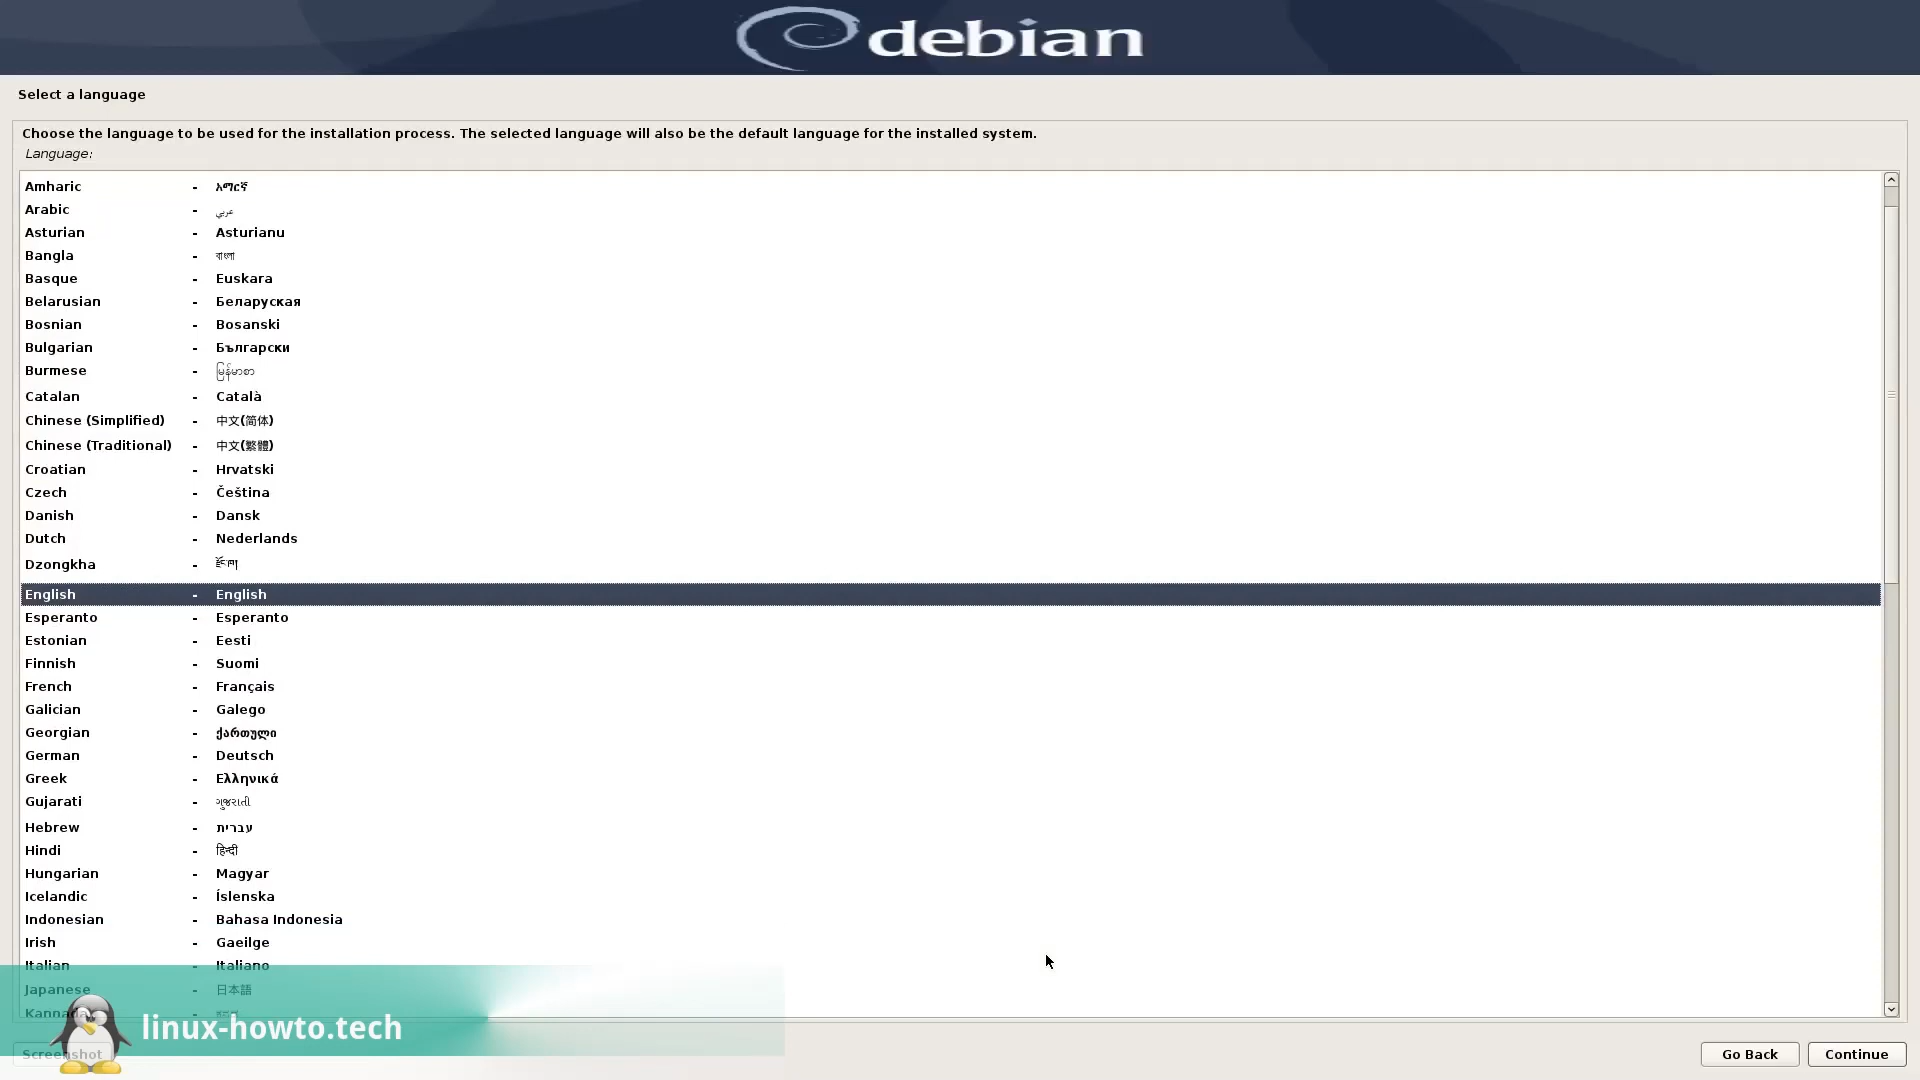 debian
Select a language
Choose the language to be used for the installation process. The selected language will also be the default language for the installed system.
Language:
Amharic - አማርኛ
Arabic - عربي
Asturian - Asturianu
Bangla - বাংলা
Basque - Euskara
Belarusian - Беларуская
Bosnian - Bosanski
Bulgarian - Български
Burmese - မြန်မာစာ
Catalan - Català
Chinese (Simplified) - 中文(简体)
Chinese (Traditional) - 中文(繁體)
Croatian - Hrvatski
Czech - Čeština
Danish - Dansk
Dutch - Nederlands
Dzongkha - རྫོང་ཁ།
English - English
Esperanto - Esperanto
Estonian - Eesti
Finnish - Suomi
French - Français
Galician - Galego
Georgian - ქართული
German - Deutsch
Greek - Ελληνικά
Gujarati - ગુજરાતી
Hebrew - עברית
Hindi - हिन्दी
Hungarian - Magyar
Icelandic - Íslenska
Indonesian - Bahasa Indonesia
Irish - Gaeilge
Italian - Italiano
Japanese - 日本語
Kannada -
linux-howto.tech
Screenshot
Go Back
Continue